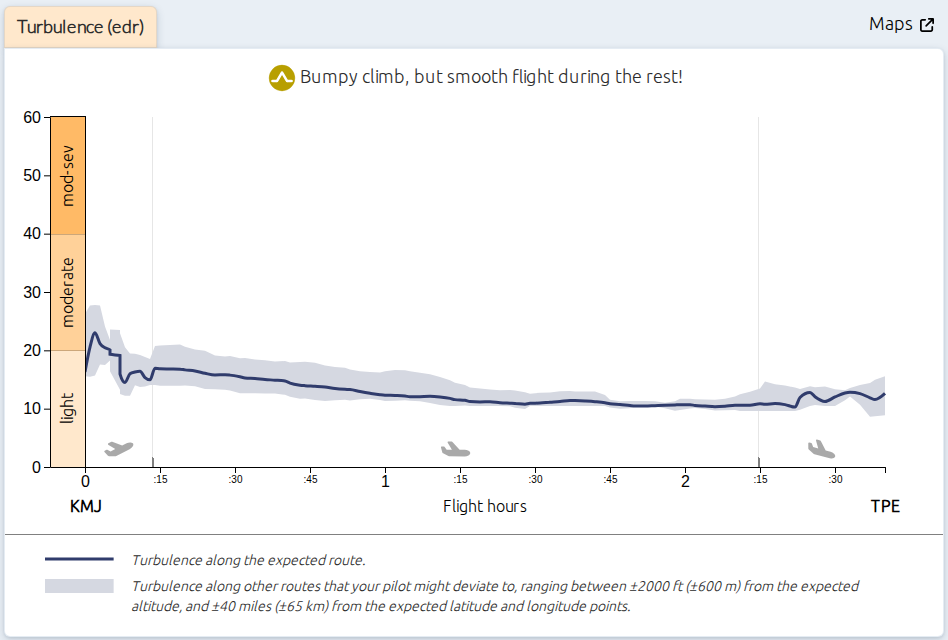 Turbulence (edr)
Maps
Bumpy climb, but smooth flight during the rest!
60
50
40
30
20
10
0
mod-sev
moderate
light
0 :15 :30 :45 1 :15 :30 :45 2 :15 :30
KMJ Flight hours TPE
Turbulence along the expected route.
Turbulence along other routes that your pilot might deviate to, ranging between ±2000 ft (±600 m) from the expected
altitude, and ±40 miles (±65 km) from the expected latitude and longitude points.